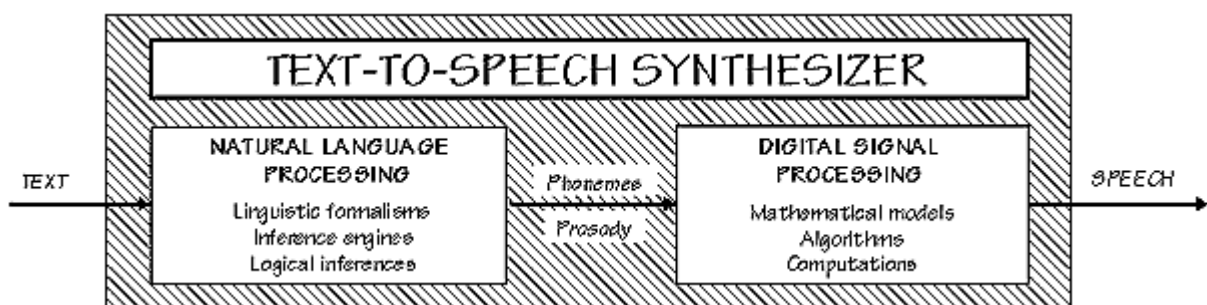 TEXT-TO-SPEECH SYNTHESIZER
TEXT
NATURAL LANGUAGE
PROCESSING
Linguistic formalisms
Inference engines
Logical inferences
Phonemes
Prosody
DIGITAL SIGNAL
PROCESSING
Mathematical models
Algorithms
Computations
SPEECH